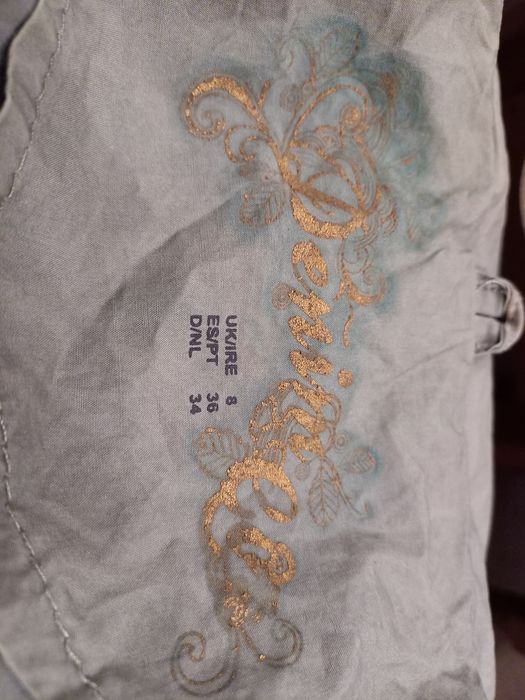 Denim Co
UK/IRE 8
ES/PT 36
D/NL 34